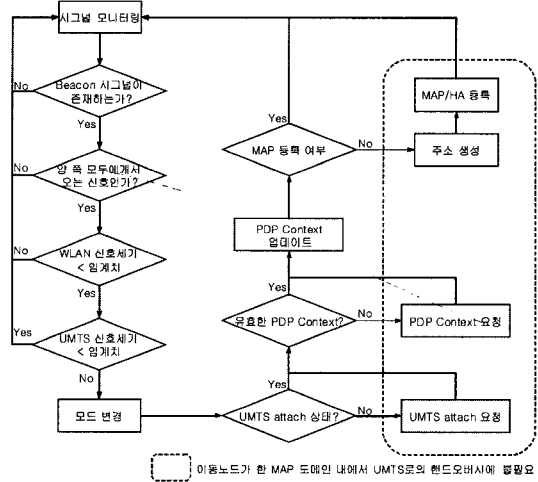 시그널 모니터링
Beacon 시그널이
존재하는가?
No
Yes
양 쪽 모두에게서
오는 신호인가?
No
Yes
WLAN 신호세기
< 임계치
No
Yes
UMTS 신호세기
< 임계치
Yes
No
모드 변경
UMTS attach 상태?
Yes
No
UMTS attach 요청
유효한 PDP Context?
Yes
No
PDP Context 요청
PDP Context
업데이트
MAP 등록 여부
Yes
No
주소 생성
MAP/HA 등록
이동노드가 한 MAP 도메인 내에서 UMTS로의 핸드오버시에 불필요